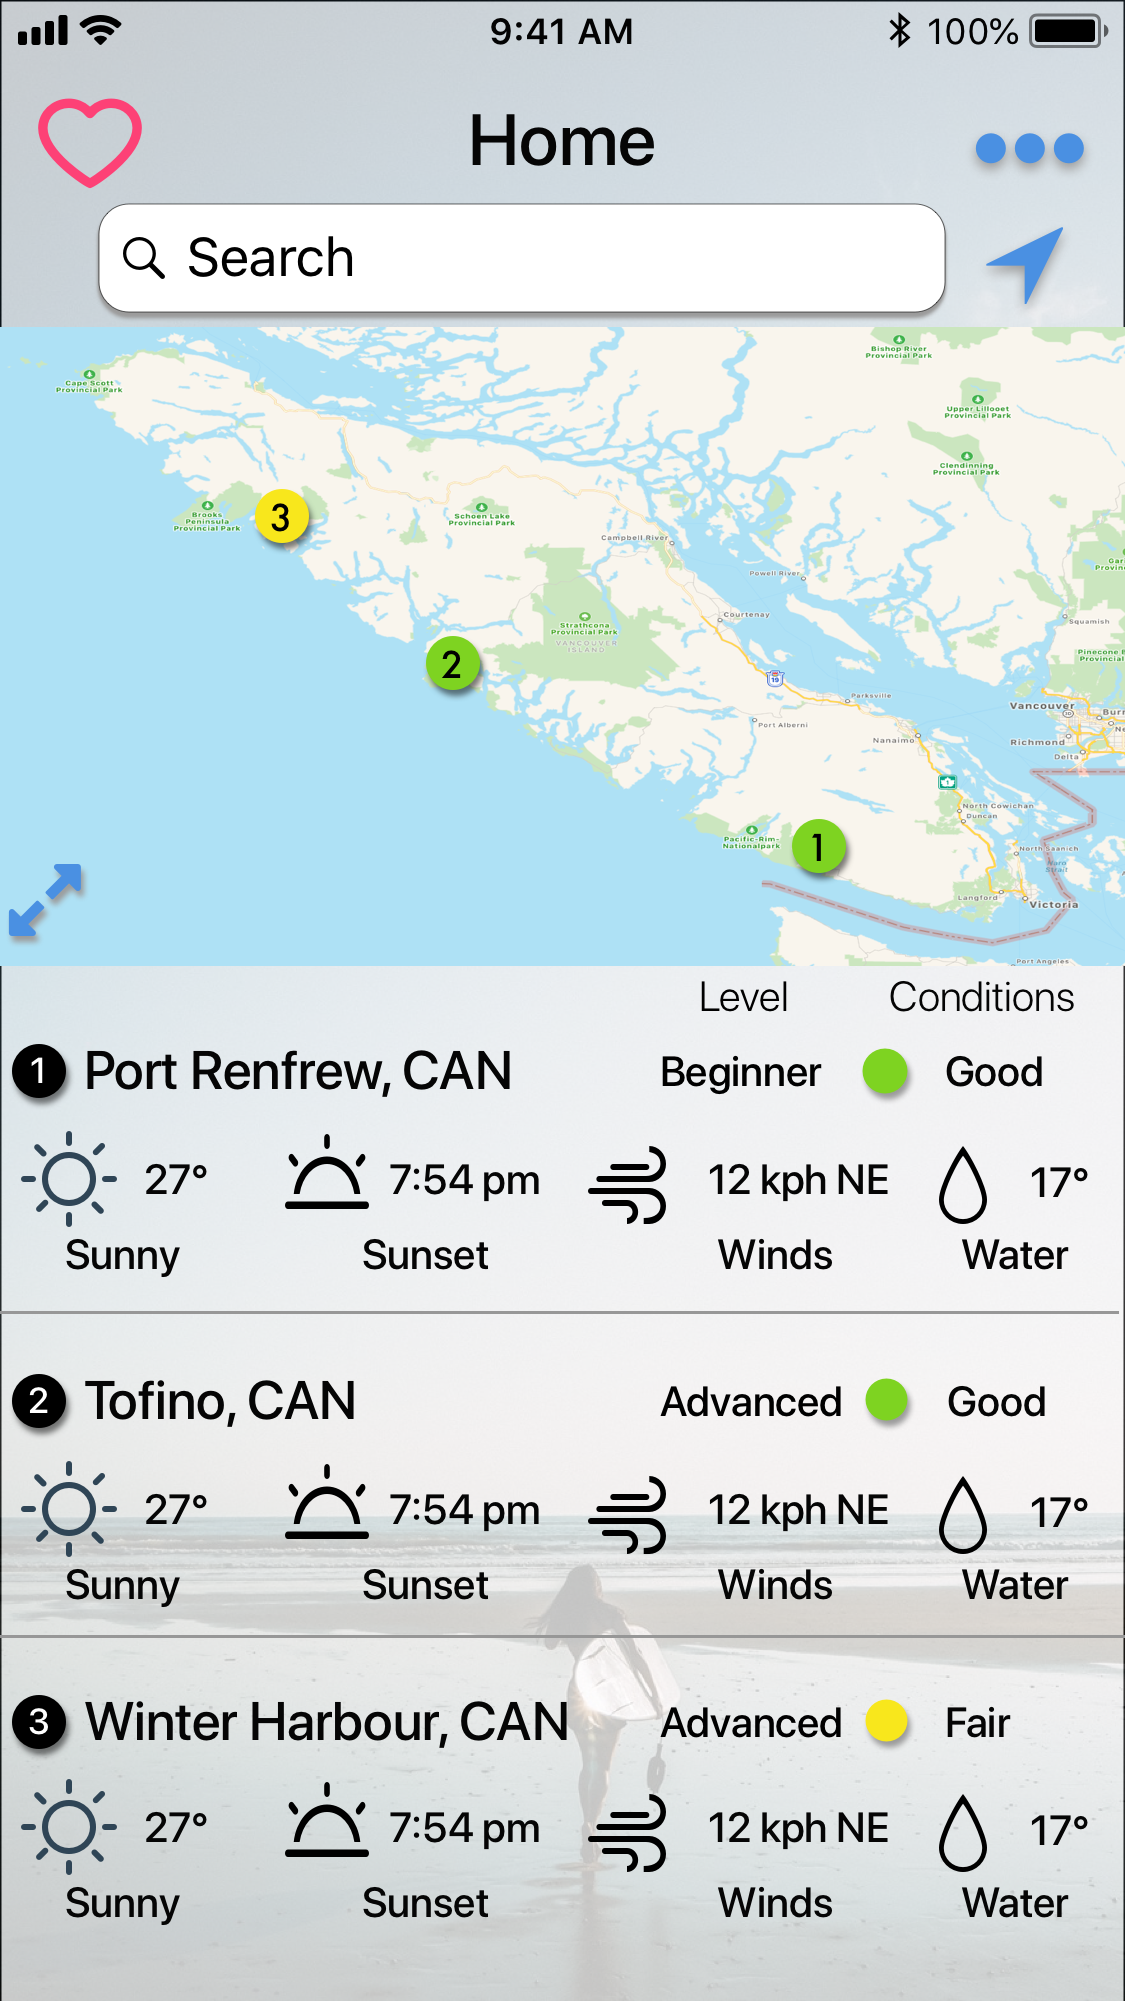 9:41 AM 100%
Home
Search
Bishop River
Provincial Park
Cape Scott
Provincial Park
Upper Lillooet
Provincial Park
Clendinning
Provincial Park
3
Brooks
Peninsula
Provincial Park
Schoen Lake
Provincial Park
Campbell River
Powell River
Courtenay
Strathcona
Provincial Park
VANCOUVER
ISLAND
Squamish
Pinecone B
Provincial Park
2
19
Parksville
Vancouver
Burn
Port Alberni
Nanaimo
Richmond
Delta
1
North Cowichan
Duncan
Pacific-Rim-
Nationalpark
1
North Saanich
Haro
Strait
Langford
Victoria
Port Angeles
Level Conditions
1 Port Renfrew, CAN Beginner Good
27° 7:54 pm 12 kph NE 17°
Sunny Sunset Winds Water
2 Tofino, CAN Advanced Good
27° 7:54 pm 12 kph NE 17°
Sunny Sunset Winds Water
3 Winter Harbour, CAN Advanced Fair
27° 7:54 pm 12 kph NE 17°
Sunny Sunset Winds Water